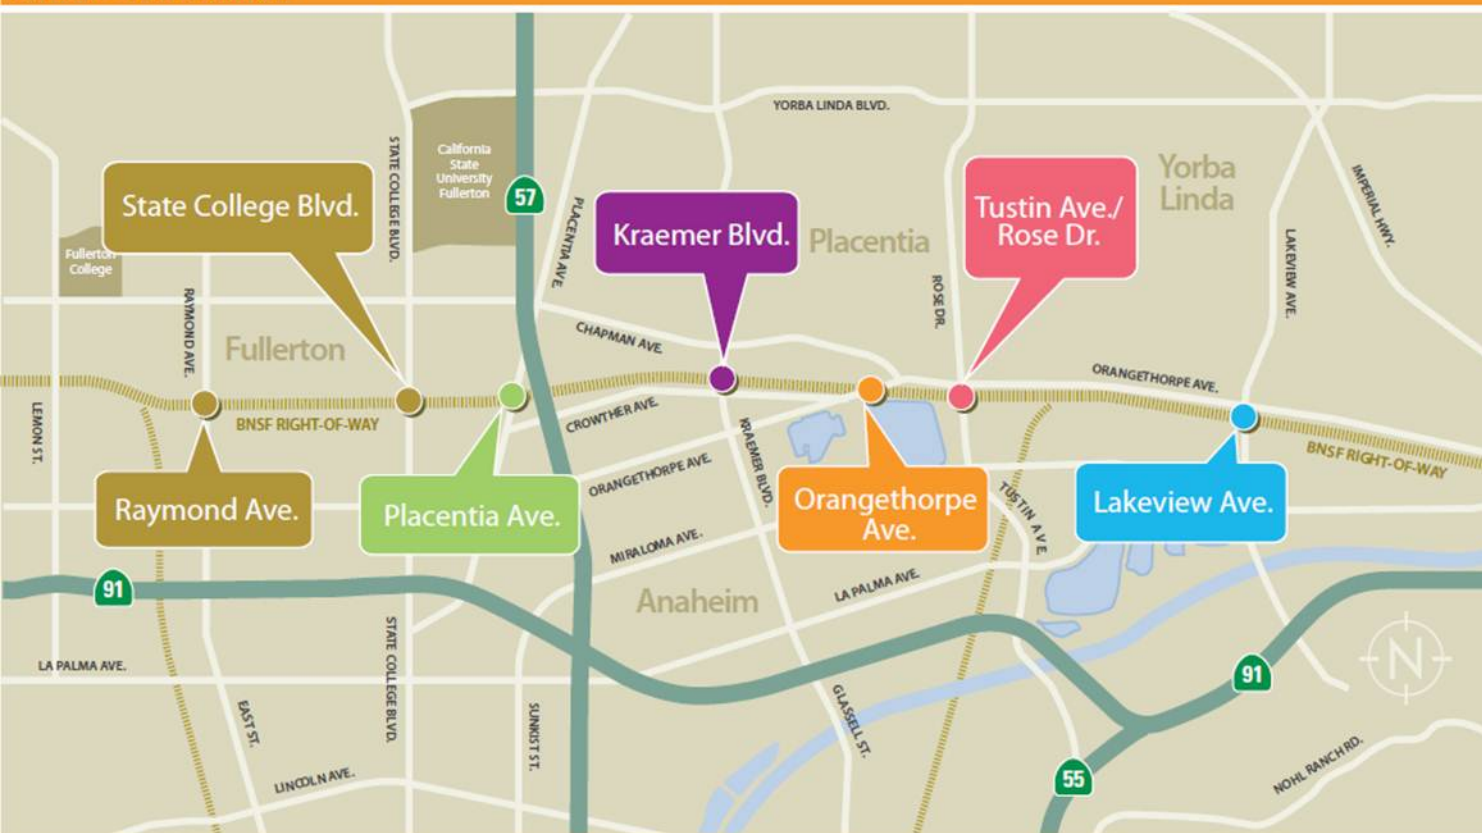 YORBA LINDA BLVD.
California
State
University
Fullerton
STATE COLLEGE BLVD.
57
Yorba
Linda
IMPERIAL HWY.
State College Blvd.
Tustin Ave./
Rose Dr.
Kraemer Blvd.
Placentia
PLACENTIA AVE.
LAKEVIEW AVE.
Fullerton
College
RAYMOND AVE.
ROSE DR.
Fullerton
CHAPMAN AVE.
ORANGETHORPE AVE.
LEMON ST.
BNSF RIGHT-OF-WAY
CROWTHER AVE.
KRAEMER BLVD.
BNSF RIGHT-OF-WAY
ORANGETHORPE AVE.
Raymond Ave.
Placentia Ave.
Orangethorpe
Ave.
TUSTIN AVE.
Lakeview Ave.
MIRALOMA AVE.
91
Anaheim
LA PALMA AVE.
STATE COLLEGE BLVD.
LA PALMA AVE.
N
91
EAST ST.
SUNKIST ST.
GLASSELL ST.
LINCOLN AVE.
55
NOHL RANCH RD.